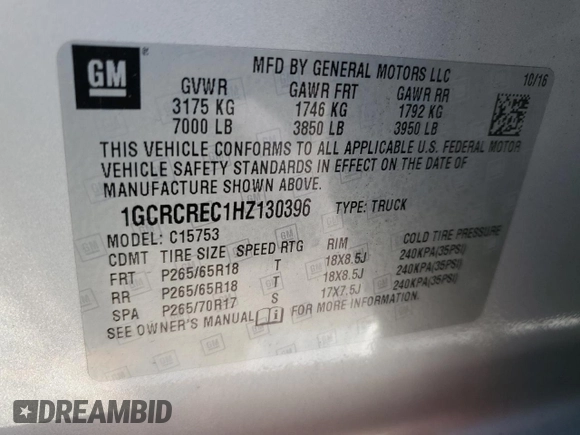 GM
MFD BY GENERAL MOTORS LLC 10/16
GVWR GAWR FRT GAWR RR
3175 KG 1746 KG 1792 KG
7000 LB 3850 LB 3950 LB
THIS VEHICLE CONFORMS TO ALL APPLICABLE U.S. FEDERAL MOTOR
VEHICLE SAFETY STANDARDS IN EFFECT ON THE DATE OF
MANUFACTURE SHOWN ABOVE.
1GCRCREC1HZ130396 TYPE: TRUCK
MODEL: C15753
CDMT TIRE SIZE SPEED RTG RIM COLD TIRE PRESSURE
FRT P265/65R18 T 18X8.5J 240KPA(35PSI)
RR P265/65R18 T 18X8.5J 240KPA(35PSI)
SPA P265/70R17 S 17X7.5J 240KPA(35PSI)
SEE OWNER'S MANUAL FOR MORE INFORMATION.
DREAMBID